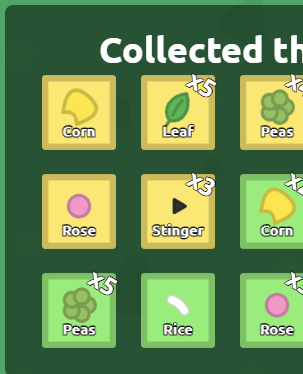 Collected th
x5
Corn Leaf Peas
x3
Rose Stinger Corn
x5
Peas Rice Rose